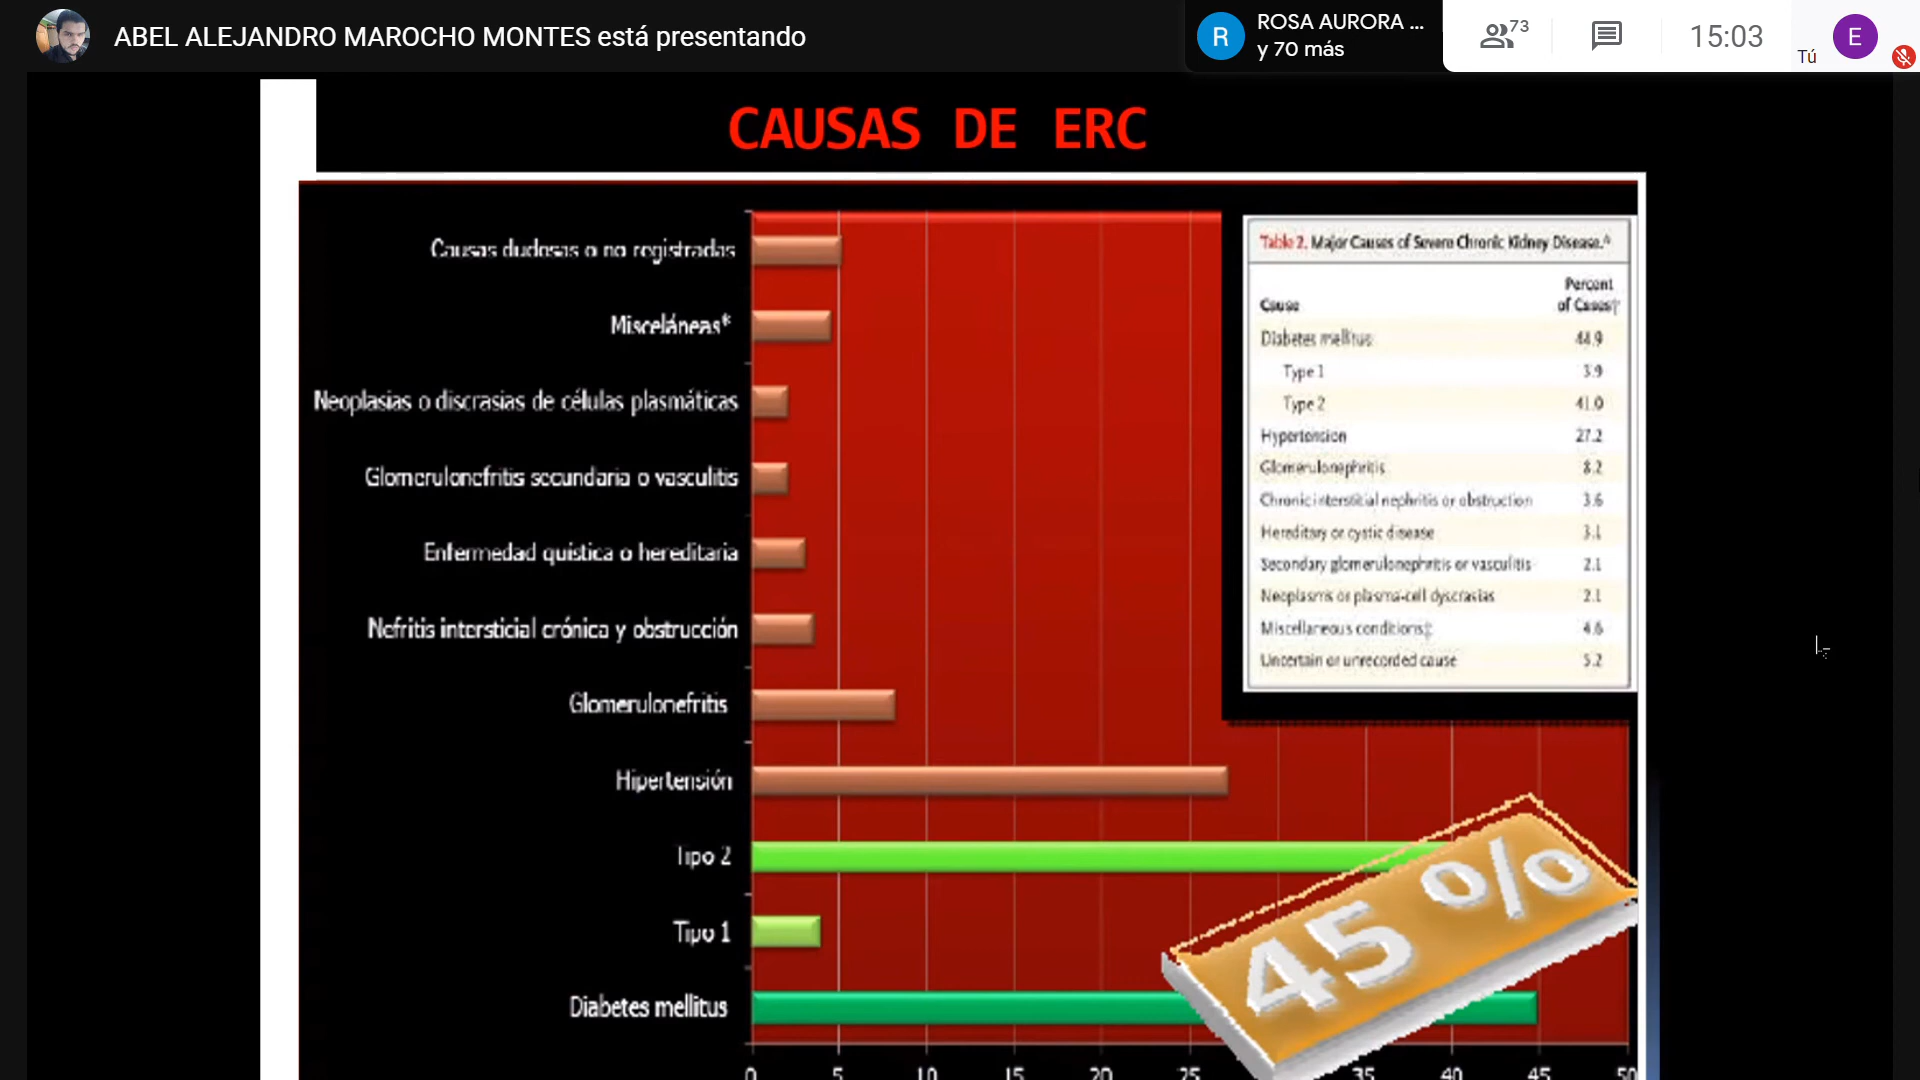 ABEL ALEJANDRO MAROCHO MONTES está presentando
R
ROSA AURORA ...
y 70 más
73
15:03
Tú
E
CAUSAS DE ERC
Causas dudosas o no registradas
Misceláneas*
Neoplasias o discrasias de células plasmáticas
Glomerulonefritis secundaria o vasculitis
Enfermedad quística o hereditaria
Nefritis intersticial crónica y obstrucción
Glomerulonefritis
Hipertensión
Tipo 2
Tipo 1
Diabetes mellitus
0 5 10 15 20 25 35 40 45 50
45 %
Table 2. Major Causes of Severe Chronic Kidney Disease.*
Percent
Cause of Cases†
Diabetes mellitus 44.9
Type 1 3.9
Type 2 41.0
Hypertension 27.2
Glomerulonephritis 8.2
Chronic interstitial nephritis or obstruction 3.6
Hereditary or cystic disease 3.1
Secondary glomerulonephritis or vasculitis 2.1
Neoplasms or plasma-cell dyscrasias 2.1
Miscellaneous conditions‡ 4.6
Uncertain or unrecorded cause 5.2